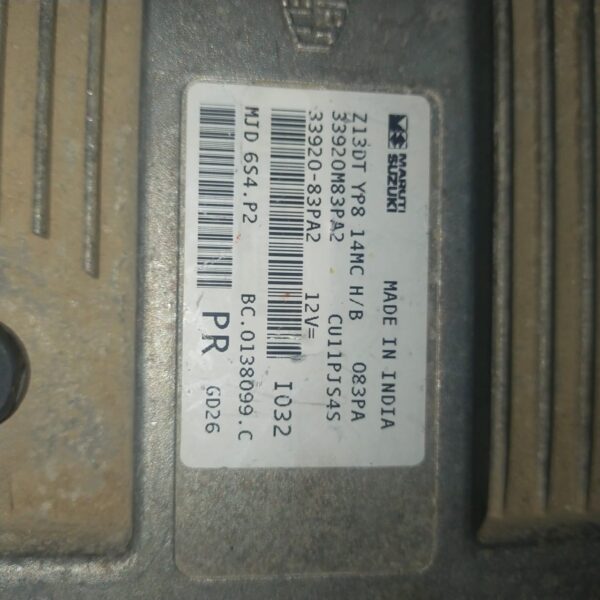 MARUTI
SUZUKI
MADE IN INDIA
Z13DT YP8 14MC H/B 083PA
33920M83PA2 CU11PJS4S
33920-83PA2 12V=
I032
MJD 6S4.P2 BC.0138099.C
PR GD26